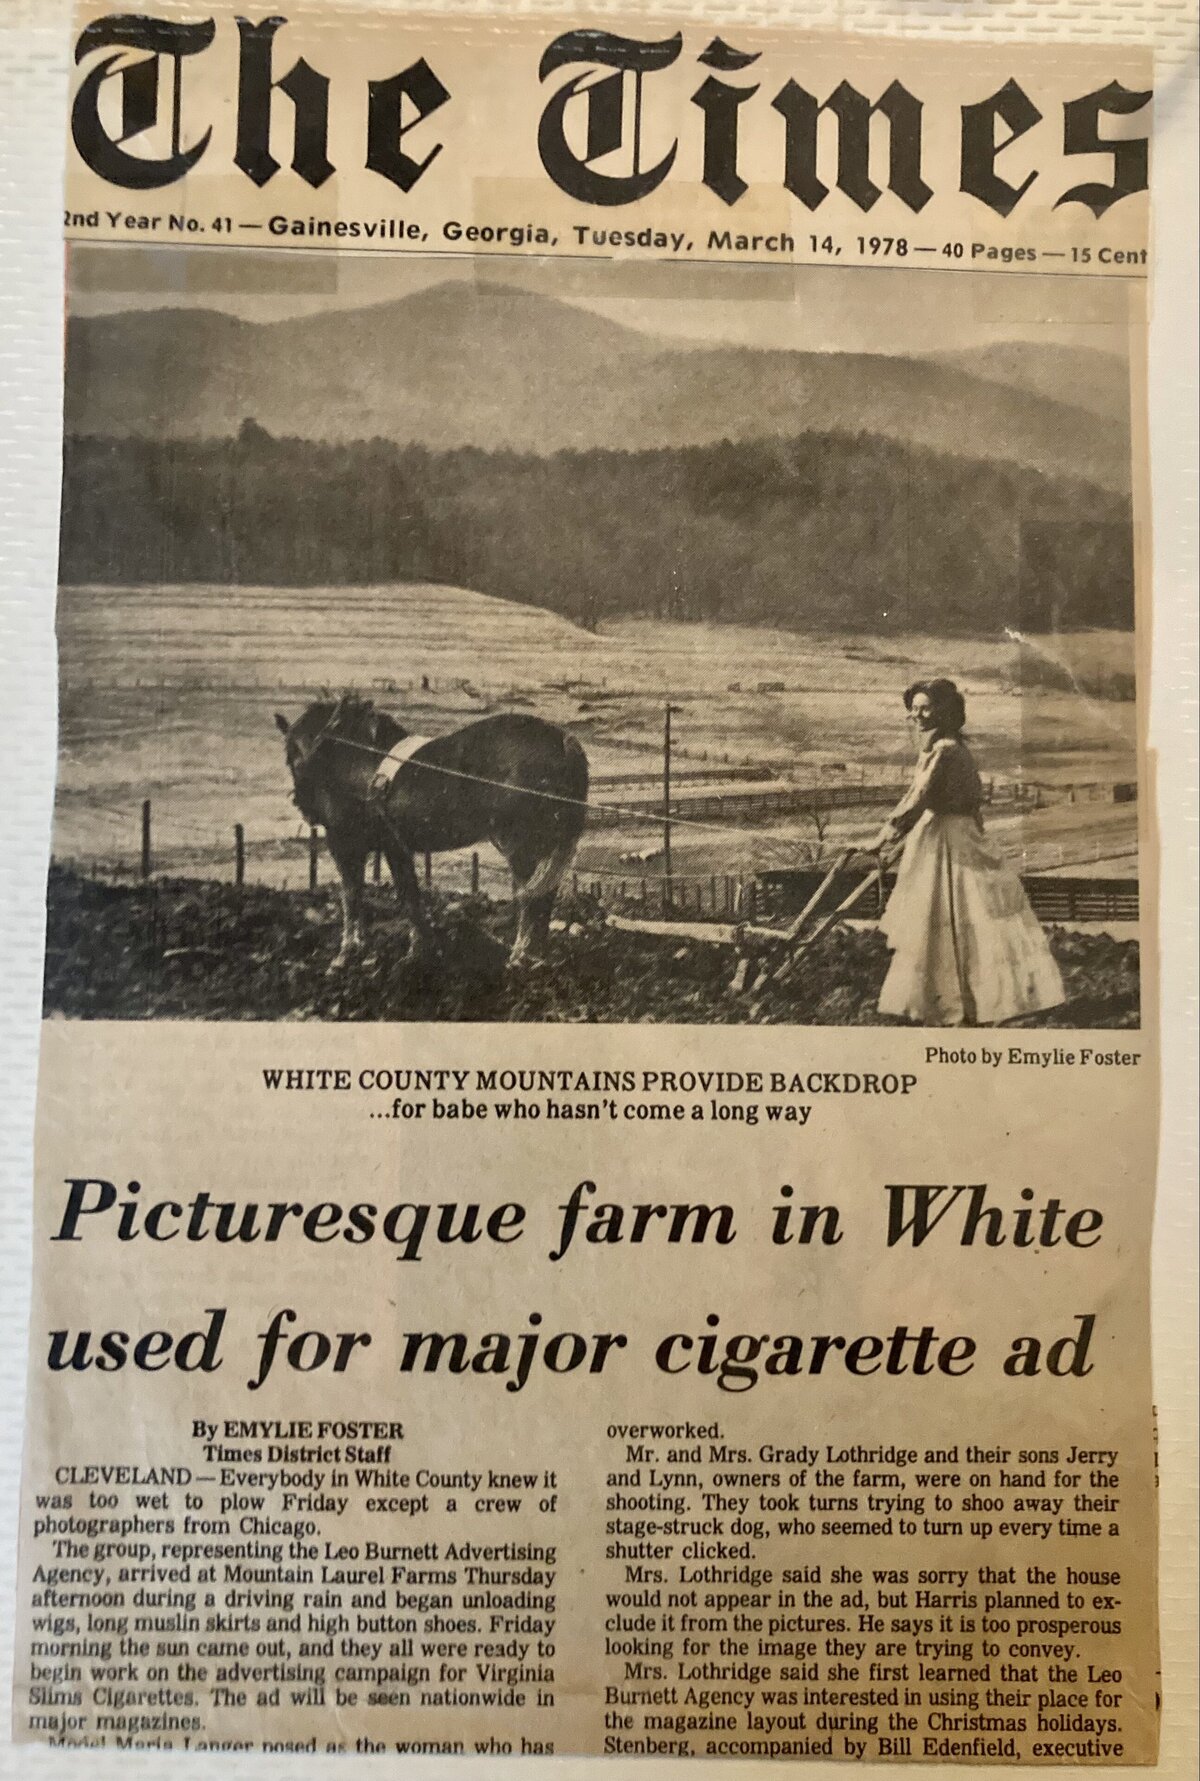 The Times
2nd Year No. 41 — Gainesville, Georgia, Tuesday, March 14, 1978 — 40 Pages — 15 Cent
Photo by Emylie Foster
WHITE COUNTY MOUNTAINS PROVIDE BACKDROP
...for babe who hasn't come a long way
Picturesque farm in White
used for major cigarette ad
By EMYLIE FOSTER
Times District Staff
CLEVELAND — Everybody in White County knew it
was too wet to plow Friday except a crew of
photographers from Chicago.
The group, representing the Leo Burnett Advertising
Agency, arrived at Mountain Laurel Farms Thursday
afternoon during a driving rain and began unloading
wigs, long muslin skirts and high button shoes. Friday
morning the sun came out, and they all were ready to
begin work on the advertising campaign for Virginia
Slims Cigarettes. The ad will be seen nationwide in
major magazines.
Model Maria Langer posed as the woman who has
overworked.
Mr. and Mrs. Grady Lothridge and their sons Jerry
and Lynn, owners of the farm, were on hand for the
shooting. They took turns trying to shoo away their
stage-struck dog, who seemed to turn up every time a
shutter clicked.
Mrs. Lothridge said she was sorry that the house
would not appear in the ad, but Harris planned to ex-
clude it from the pictures. He says it is too prosperous
looking for the image they are trying to convey.
Mrs. Lothridge said she first learned that the Leo
Burnett Agency was interested in using their place for
the magazine layout during the Christmas holidays.
Stenberg, accompanied by Bill Edenfield, executive